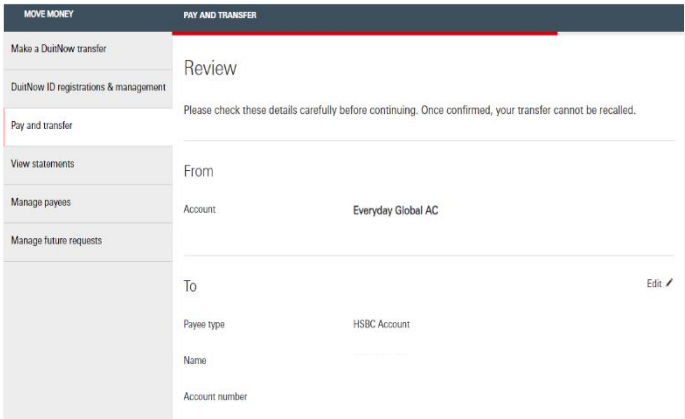 MOVE MONEY
Make a DuitNow transfer
DuitNow ID registrations & management
Pay and transfer
View statements
Manage payees
Manage future requests
PAY AND TRANSFER
Review
Please check these details carefully before continuing. Once confirmed, your transfer cannot be recalled.
From
Account Everyday Global AC
To Edit
Payee type HSBC Account
Name
Account number